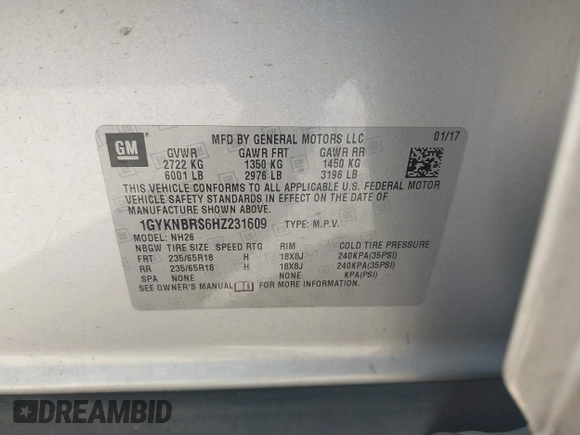 GM
MFD BY GENERAL MOTORS LLC 01/17
GVWR GAWR FRT GAWR RR
2722 KG 1350 KG 1450 KG
6001 LB 2976 LB 3196 LB
THIS VEHICLE CONFORMS TO ALL APPLICABLE U.S. FEDERAL MOTOR
VEHICLE SAFETY STANDARDS IN EFFECT ON THE DATE OF
MANUFACTURE SHOWN ABOVE.
1GYKNBRS6HZ231609 TYPE: M.P.V.
MODEL: NH26
NBGW TIRE SIZE SPEED RTG RIM COLD TIRE PRESSURE
FRT 235/65R18 H 18X8J 240KPA(35PSI)
RR 235/65R18 H 18X8J 240KPA(35PSI)
SPA NONE NONE KPA(PSI)
SEE OWNER'S MANUAL FOR MORE INFORMATION.
DREAMBID